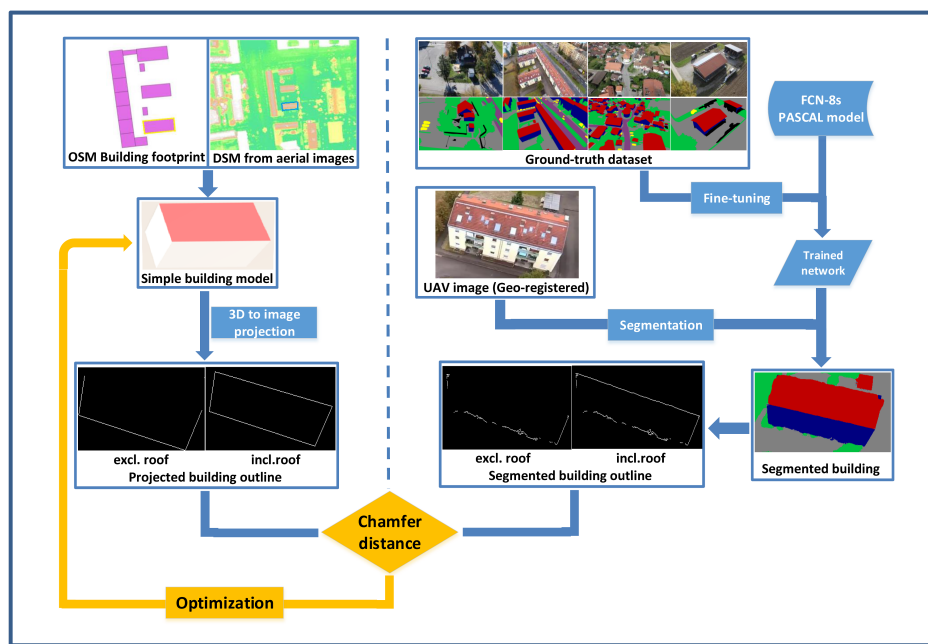 OSM Building footprint
DSM from aerial images
Simple building model
3D to image
projection
excl. roof
incl.roof
Projected building outline
Ground-truth dataset
FCN-8s
PASCAL model
Fine-tuning
UAV image (Geo-registered)
Trained
network
Segmentation
excl. roof
incl.roof
Segmented building outline
Segmented building
Chamfer
distance
Optimization